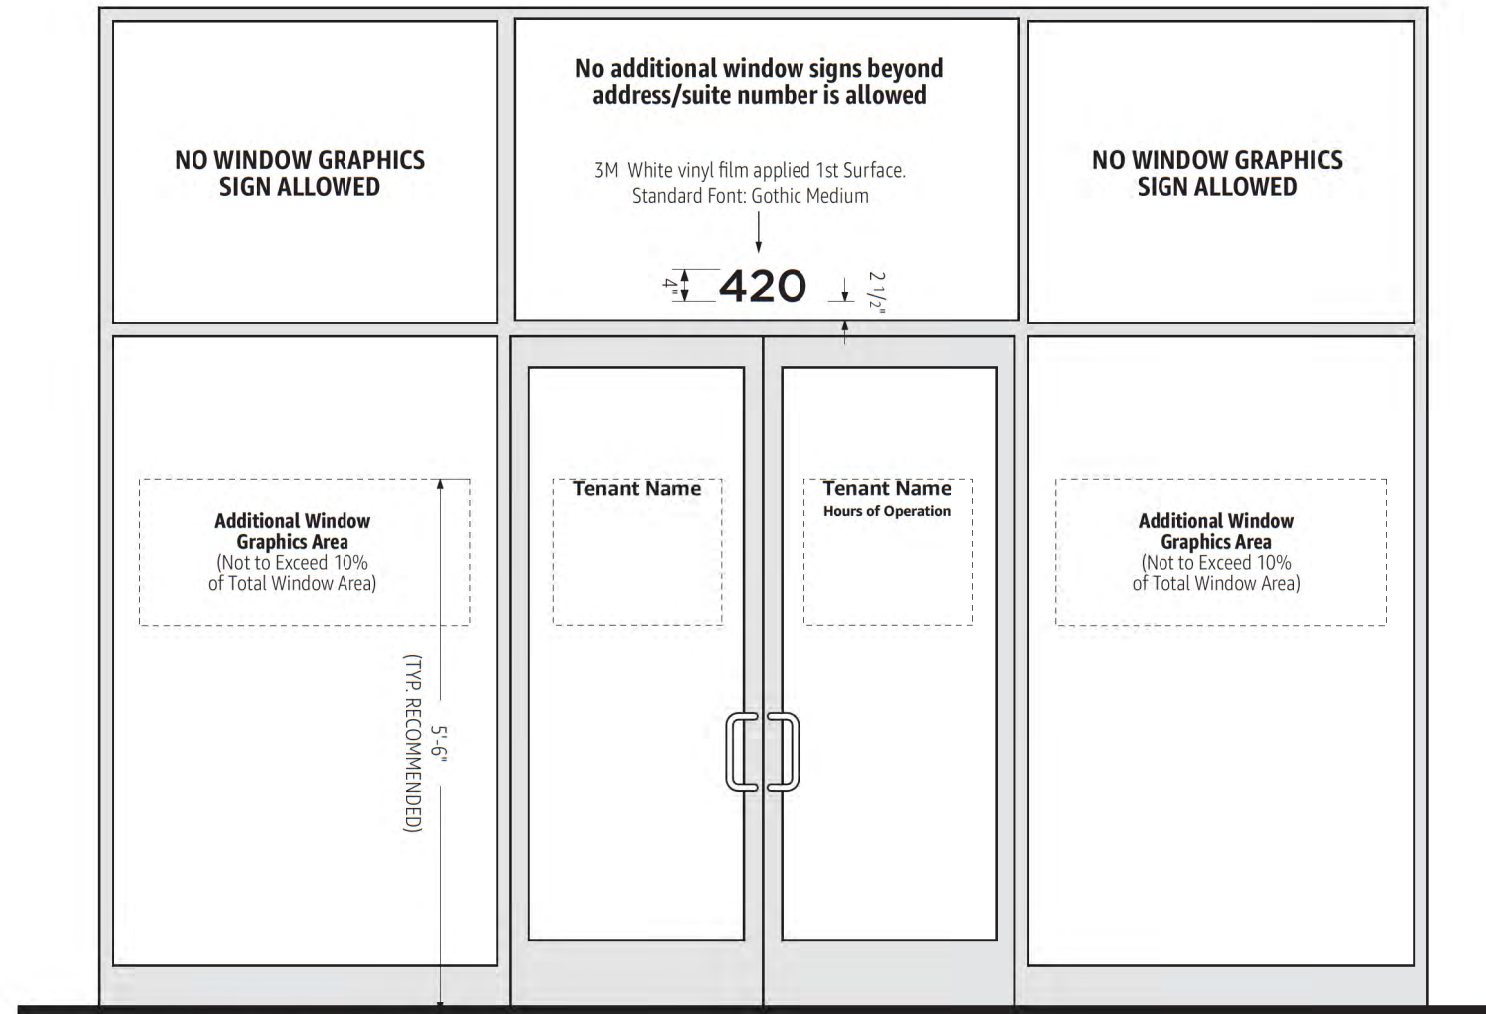 No additional window signs beyond
address/suite number is allowed
NO WINDOW GRAPHICS
SIGN ALLOWED
3M White vinyl film applied 1st Surface.
Standard Font: Gothic Medium
NO WINDOW GRAPHICS
SIGN ALLOWED
4"
420
2 1/2"
Additional Window
Graphics Area
(Not to Exceed 10%
of Total Window Area)
Tenant Name
Tenant Name
Hours of Operation
Additional Window
Graphics Area
(Not to Exceed 10%
of Total Window Area)
5'-6"
(TYP. RECOMMENDED)